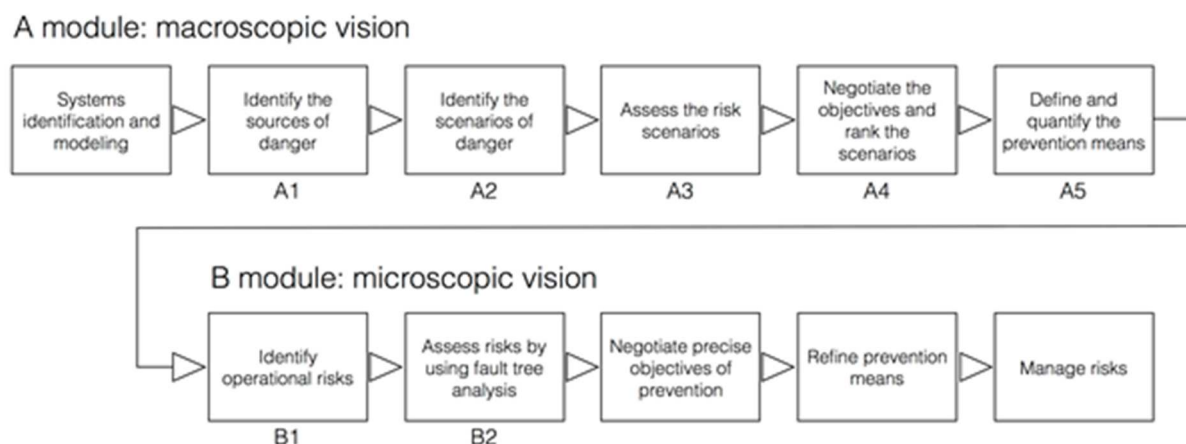 A module: macroscopic vision
Systems
identification and
modeling
Identify the
sources of
danger
Identify the
scenarios of
danger
Assess the risk
scenarios
Negotiate the
objectives and
rank the
scenarios
Define and
quantify the
prevention means
A1
A2
A3
A4
A5
B module: microscopic vision
Identify
operational risks
Assess risks by
using fault tree
analysis
Negotiate precise
objectives of
prevention
Refine prevention
means
Manage risks
B1
B2